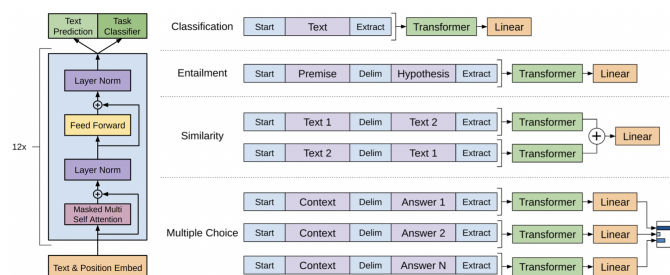 Text Prediction
Task Classifier
Layer Norm
+
Feed Forward
12x
Layer Norm
+
Masked Multi Self Attention
Text & Position Embed
Classification
Start Text Extract Transformer Linear
Entailment
Start Premise Delim Hypothesis Extract Transformer Linear
Similarity
Start Text 1 Delim Text 2 Extract Transformer
+ Linear
Start Text 2 Delim Text 1 Extract Transformer
Multiple Choice
Start Context Delim Answer 1 Extract Transformer Linear
Start Context Delim Answer 2 Extract Transformer Linear
Start Context Delim Answer N Extract Transformer Linear